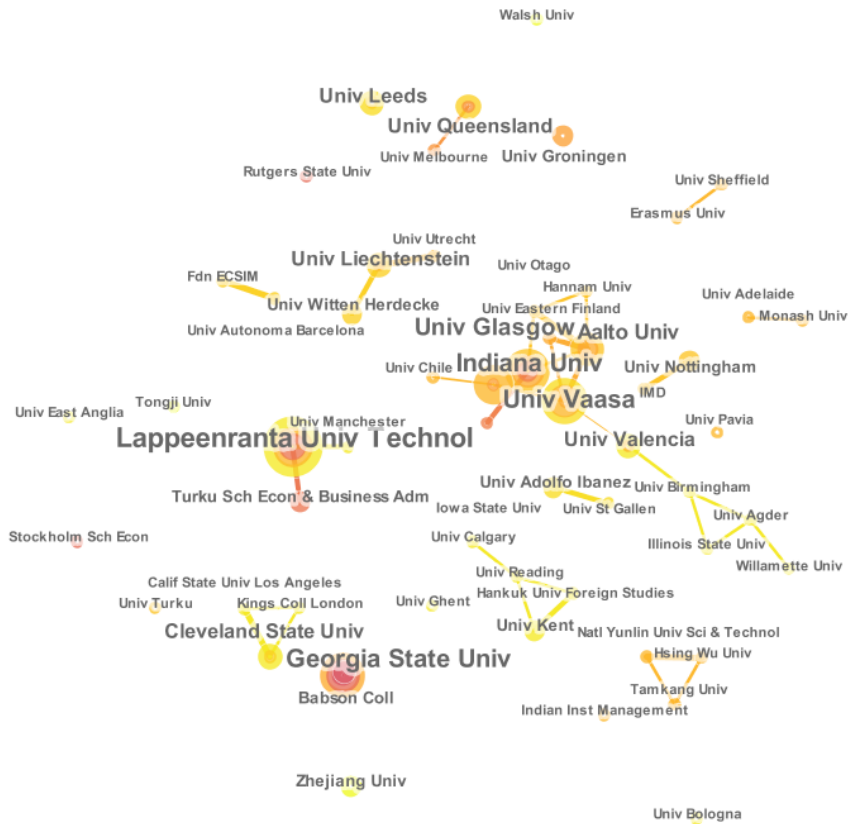 Walsh Univ
Univ Leeds
Univ Queensland
Univ Melbourne
Univ Groningen
Rutgers State Univ
Univ Sheffield
Erasmus Univ
Univ Utrecht
Univ Liechtenstein
Univ Otago
Fdn ECSIM
Hannam Univ
Univ Adelaide
Univ Witten Herdecke
Univ Eastern Finland
Monash Univ
Univ Autonoma Barcelona
Univ Glasgow
Aalto Univ
Univ Chile
Indiana Univ
Univ Nottingham
IMD
Univ Vaasa
Tongji Univ
Univ East Anglia
Univ Manchester
Univ Pavia
Lappeenranta Univ Technol
Univ Valencia
Univ Adolfo Ibanez
Univ Birmingham
Turku Sch Econ & Business Adm
Iowa State Univ
Univ St Gallen
Univ Agder
Stockholm Sch Econ
Univ Calgary
Illinois State Univ
Willamette Univ
Univ Reading
Calif State Univ Los Angeles
Hankuk Univ Foreign Studies
Univ Turku
Kings Coll London
Univ Ghent
Univ Kent
Cleveland State Univ
Natl Yunlin Univ Sci & Technol
Hsing Wu Univ
Georgia State Univ
Babson Coll
Tamkang Univ
Indian Inst Management
Zhejiang Univ
Univ Bologna